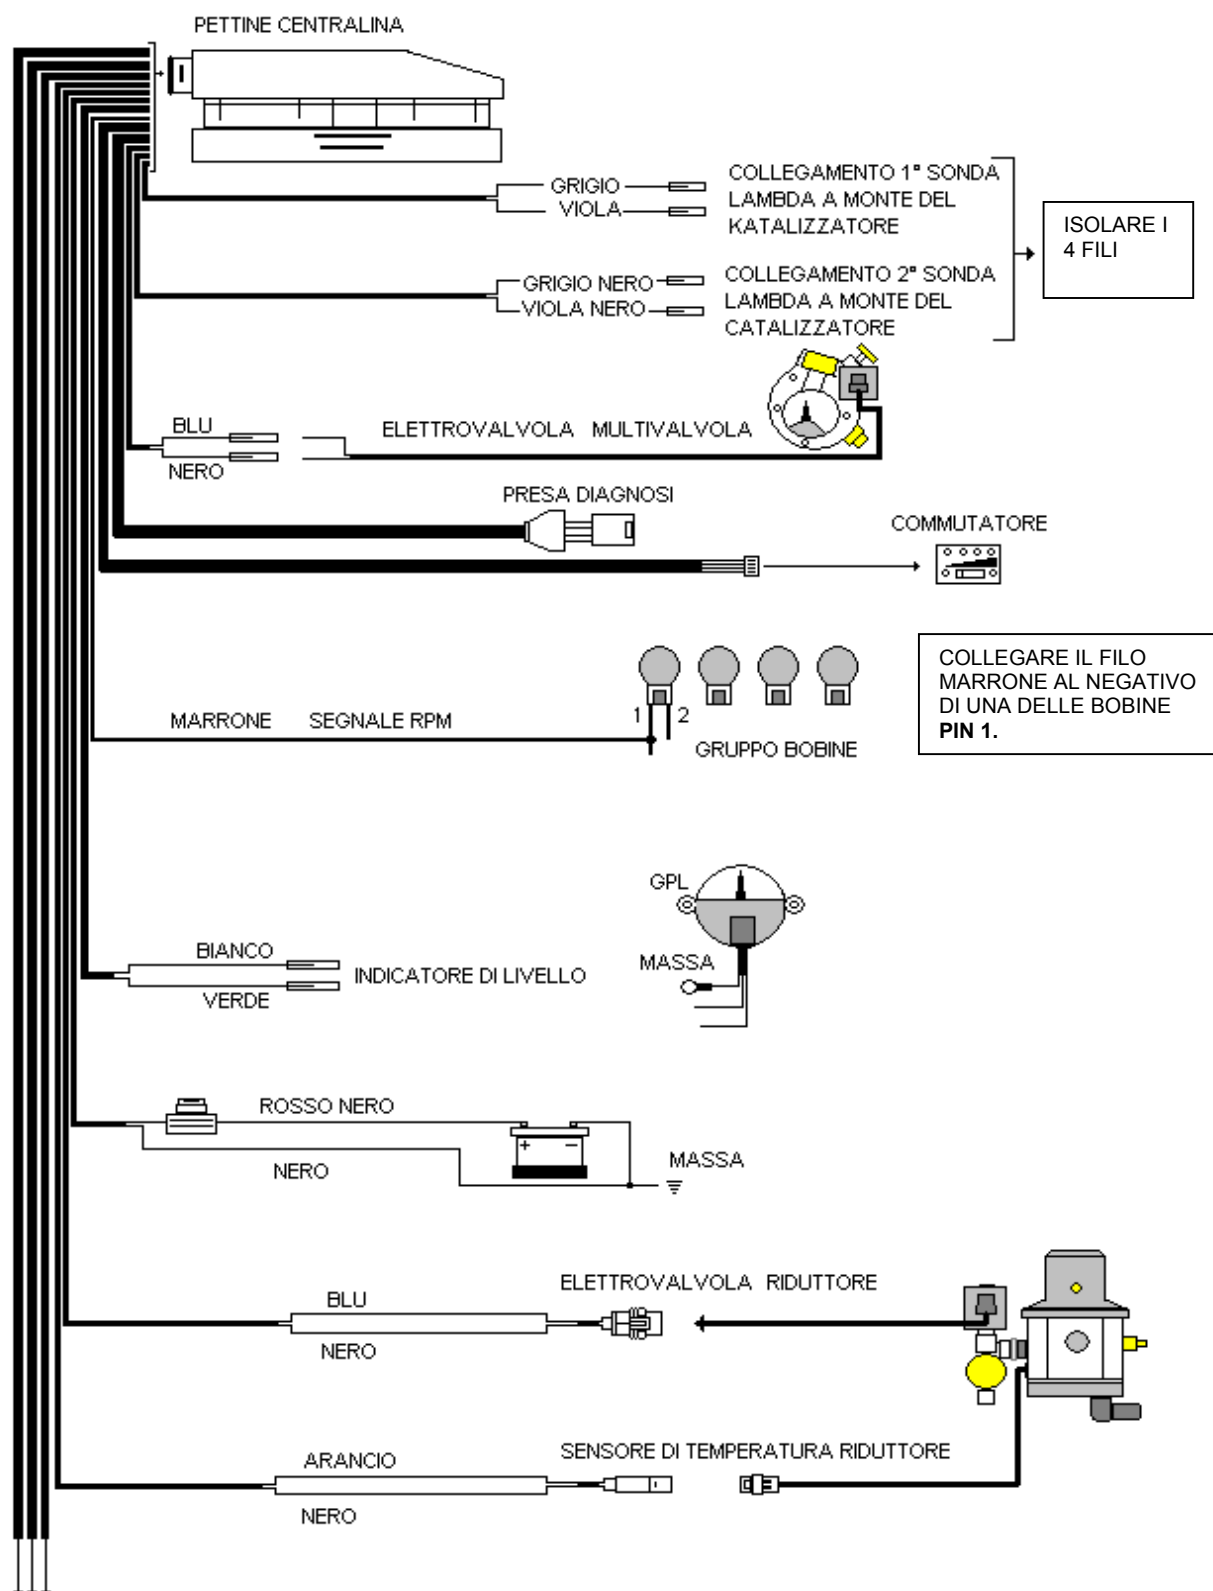 PETTINE CENTRALINA
GRIGIO
VIOLA
COLLEGAMENTO 1ª SONDA
LAMBDA A MONTE DEL
KATALIZZATORE
ISOLARE I
4 FILI
GRIGIO NERO
VIOLA NERO
COLLEGAMENTO 2ª SONDA
LAMBDA A MONTE DEL
CATALIZZATORE
BLU
NERO
ELETTROVALVOLA MULTIVALVOLA
PRESA DIAGNOSI
COMMUTATORE
MARRONE SEGNALE RPM
1 2
GRUPPO BOBINE
COLLEGARE IL FILO
MARRONE AL NEGATIVO
DI UNA DELLE BOBINE
PIN 1.
GPL
MASSA
BIANCO
VERDE
INDICATORE DI LIVELLO
ROSSO NERO
NERO
+ −
MASSA
BLU
NERO
ELETTROVALVOLA RIDUTTORE
ARANCIO
NERO
SENSORE DI TEMPERATURA RIDUTTORE